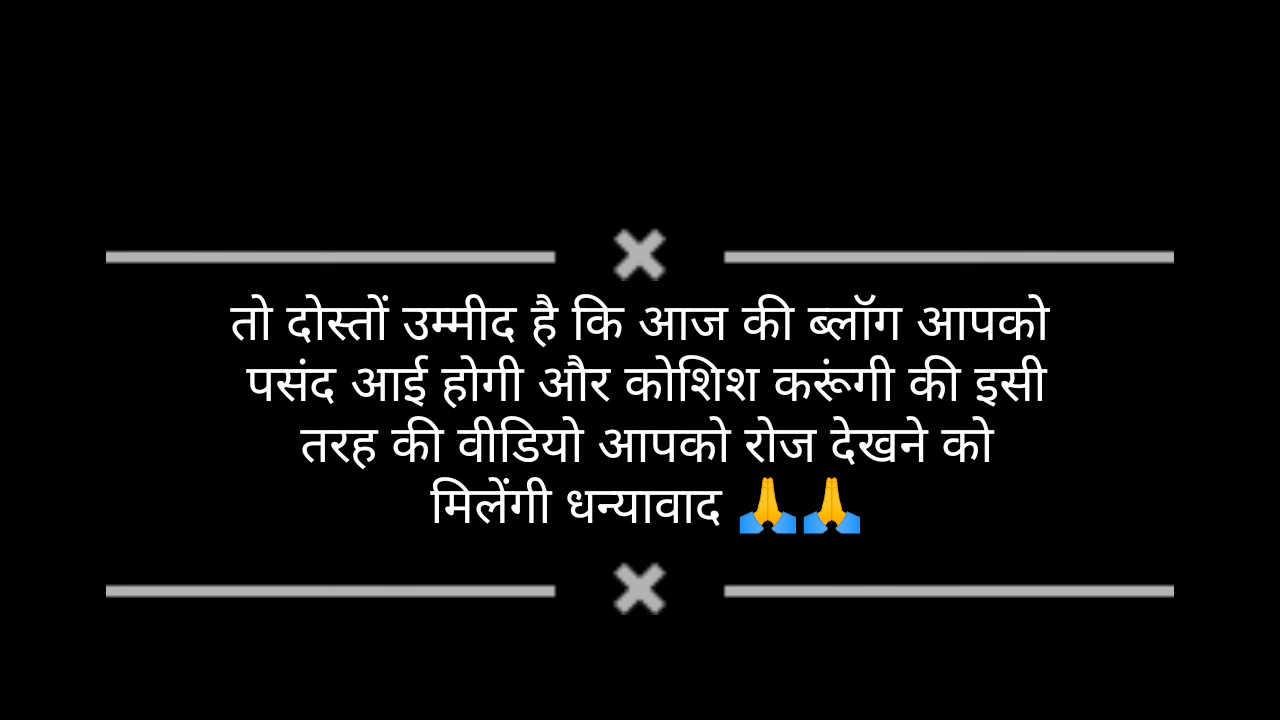 तो दोस्तों उम्मीद है कि आज की ब्लॉग आपको
पसंद आई होगी और कोशिश करूंगी की इसी
तरह की वीडियो आपको रोज देखने को
मिलेंगी धन्यावाद 🙏🙏